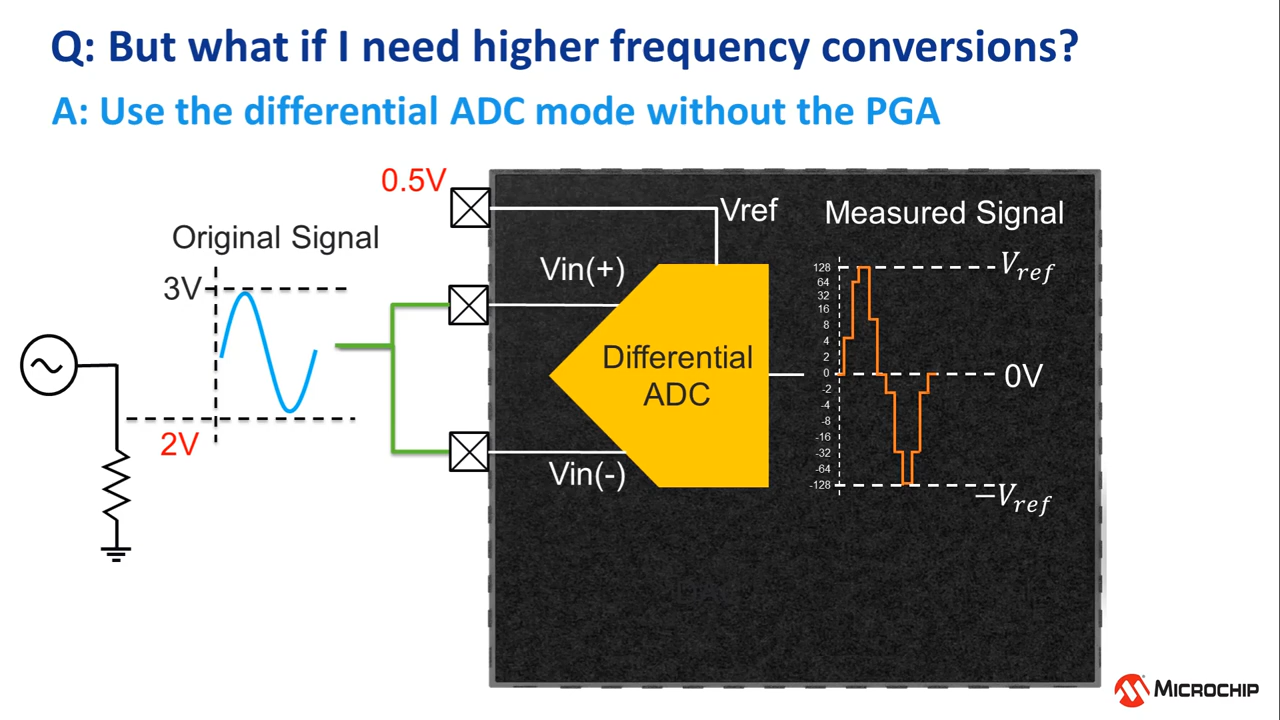 Q: But what if I need higher frequency conversions?
A: Use the differential ADC mode without the PGA
0.5V
Vref
Measured Signal
Original Signal
3V
2V
Vin(+)
Differential
ADC
Vin(-)
128
64
32
16
8
4
2
0
-2
-4
-8
-16
-32
-64
-128
Vref
0V
−Vref
MICROCHIP